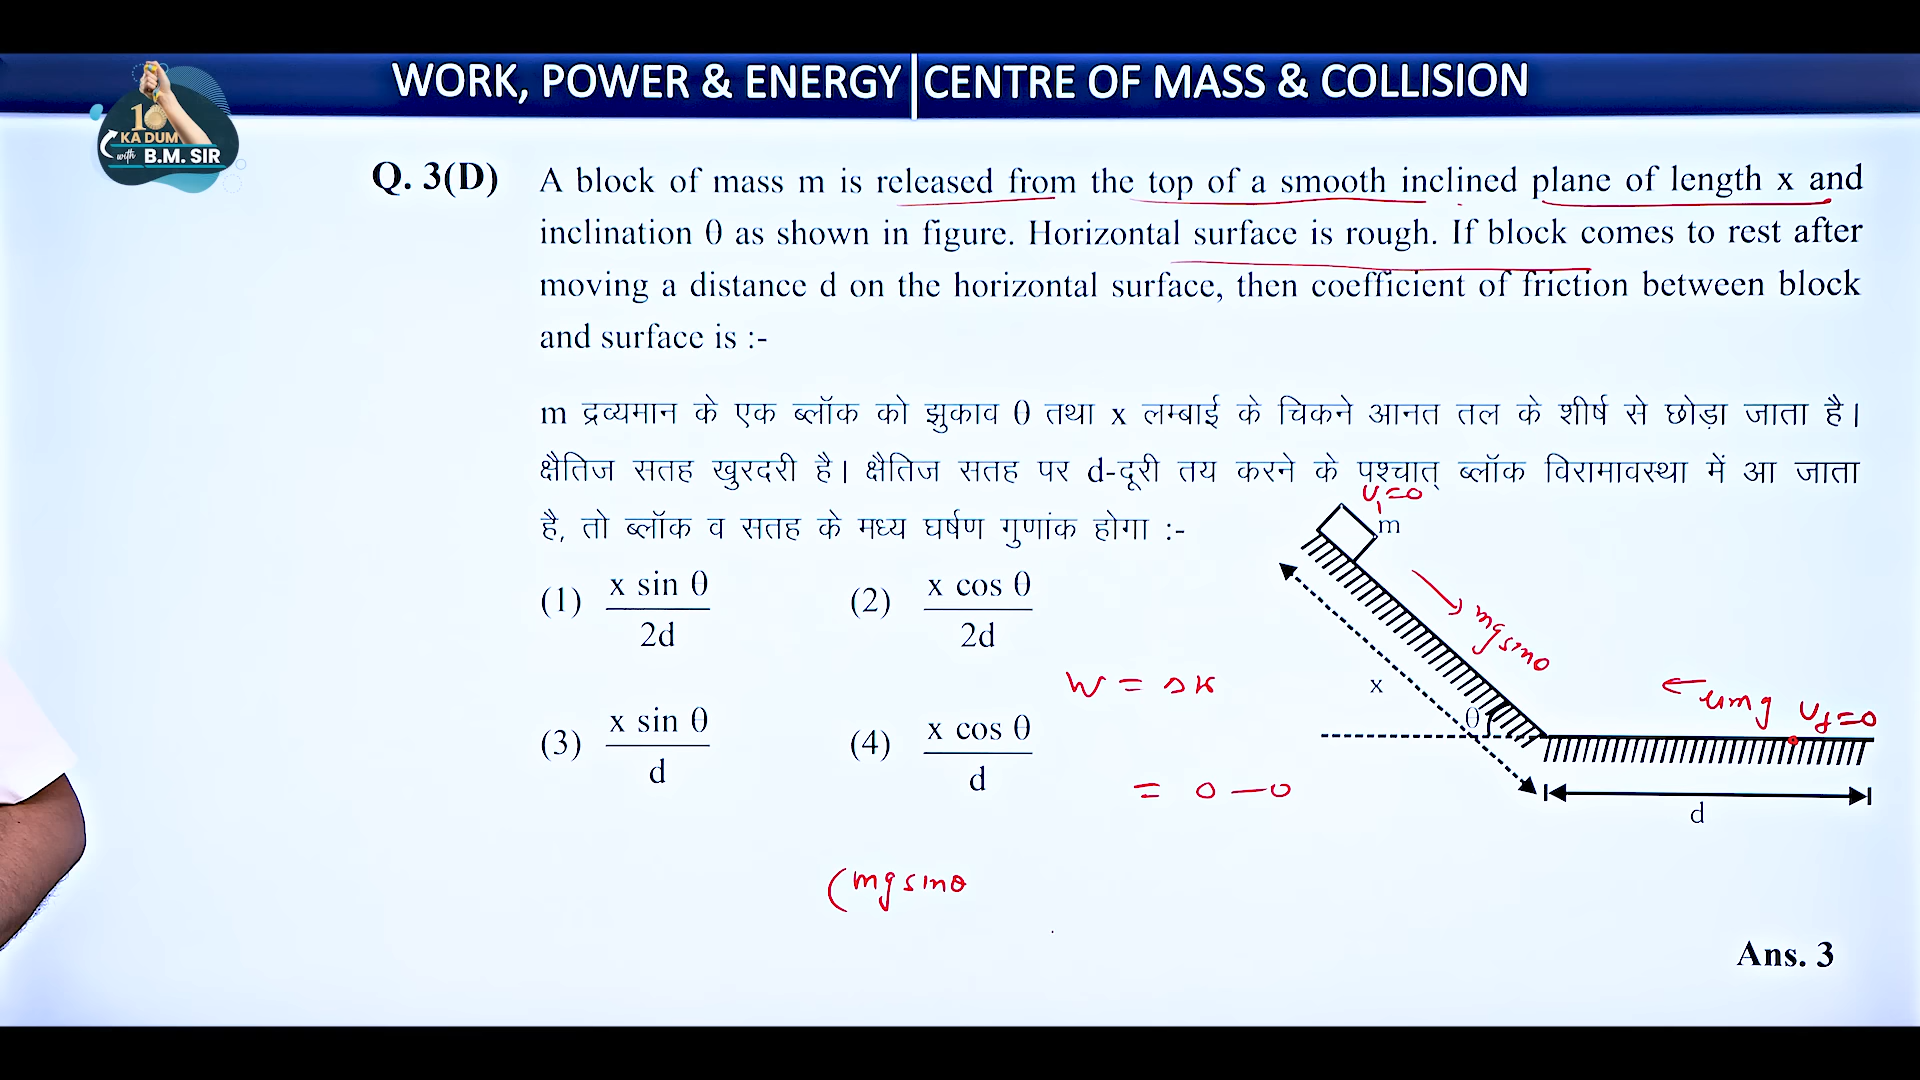 WORK, POWER & ENERGY | CENTRE OF MASS & COLLISION
10
KA DUM
with B.M. SIR
Q. 3(D) A block of mass m is released from the top of a smooth inclined plane of length x and
inclination θ as shown in figure. Horizontal surface is rough. If block comes to rest after
moving a distance d on the horizontal surface, then coefficient of friction between block
and surface is :-
m द्रव्यमान के एक ब्लॉक को झुकाव θ तथा x लम्बाई के चिकने आनत तल के शीर्ष से छोड़ा जाता है।
क्षैतिज सतह खुरदरी है। क्षैतिज सतह पर d-दूरी तय करने के पश्चात् ब्लॉक विरामावस्था में आ जाता
है, तो ब्लॉक व सतह के मध्य घर्षण गुणांक होगा :-
(1) x sin θ / 2d (2) x cos θ / 2d
(3) x sin θ / d (4) x cos θ / d
u₁=0
m
mg sinθ
x
θ
← μmg
u_f=0
d
W = ΔK
= 0 — 0
(mg sinθ
Ans. 3